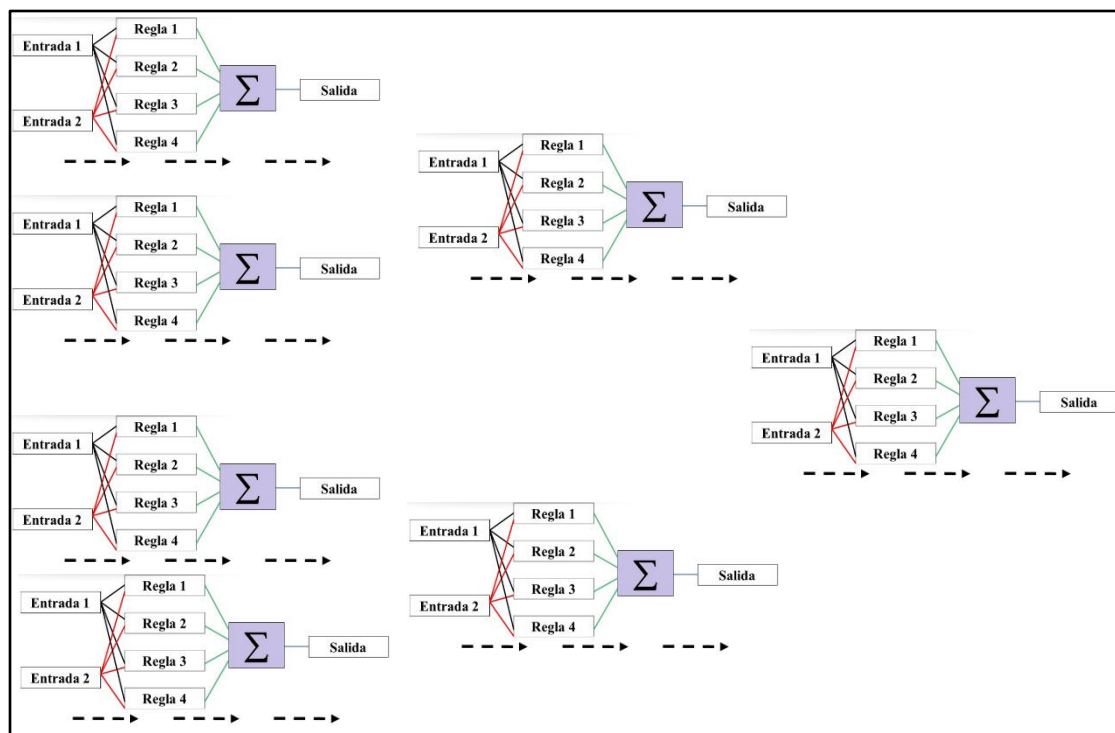 Regla 1
Entrada 1
Regla 2
Σ
Salida
Regla 3
Entrada 2
Regla 4
Regla 1
Entrada 1
Regla 2
Σ
Salida
Regla 3
Entrada 2
Regla 4
Regla 1
Entrada 1
Regla 2
Σ
Salida
Regla 3
Entrada 2
Regla 4
Regla 1
Entrada 1
Regla 2
Σ
Salida
Regla 3
Entrada 2
Regla 4
Regla 1
Entrada 1
Regla 2
Σ
Salida
Regla 3
Entrada 2
Regla 4
Regla 1
Entrada 1
Regla 2
Σ
Salida
Regla 3
Entrada 2
Regla 4
Regla 1
Entrada 1
Regla 2
Σ
Salida
Regla 3
Entrada 2
Regla 4